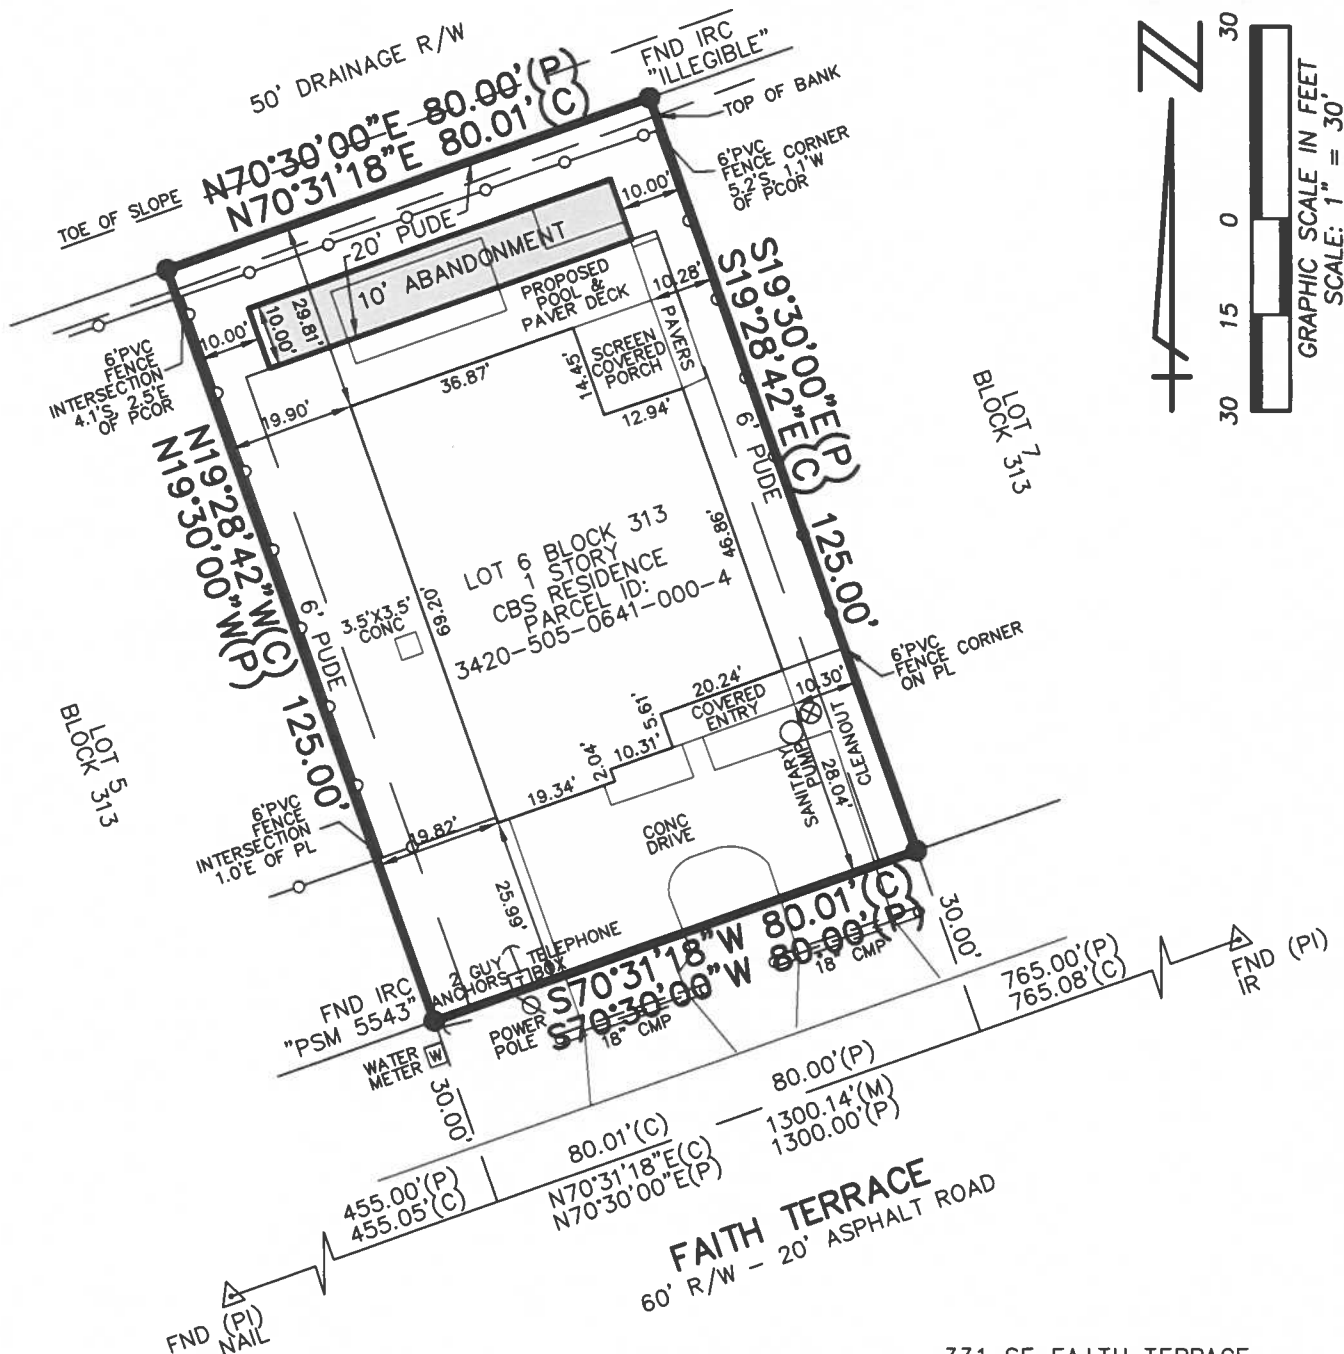 50' DRAINAGE R/W
FND IRC
"ILLEGIBLE"
N70°30'00"E 80.00'(P)
N70°31'18"E 80.01'(C)
TOP OF BANK
TOE OF SLOPE
6'PVC
FENCE CORNER
5.2'S, 1.1'W
OF PCOR
20' PUDE
10.00'
10' ABANDONMENT
10.00'
29.81'
10.00'
PROPOSED
POOL &
PAVER DECK
10.28'
PAVERS
6'PVC
FENCE
INTERSECTION
4.1'S, 2.5'E
OF PCOR
SCREEN
COVERED
PORCH
14.45'
12.94'
36.87'
19.90'
S19°30'00"E(P)
S19°28'42"E(C) 125.00'
6' PUDE
LOT 7
BLOCK 313
N19°28'42"W(C) 125.00'
N19°30'00"W(P)
6' PUDE
LOT 6 BLOCK 313
1 STORY
CBS RESIDENCE
PARCEL ID:
3420-505-0641-000-4
46.86'
69.20'
3.5'X3.5'
CONC
LOT 5
BLOCK 313
6'PVC
FENCE CORNER
ON PL
20.24'
COVERED
ENTRY
10.30'
5.61'
10.31'
2.04'
19.34'
SANITARY
PUMP
28.04'
CLEANOUT
CONC
DRIVE
6'PVC
FENCE
INTERSECTION
1.0'E OF PL
19.82'
25.99'
2 GUY
ANCHORS
TELEPHONE
BOX
FND IRC
"PSM 5543"
S70°31'18"W 80.01'(C)
S70°30'00"W 80.00'(P)
18" CMP
18" CMP
POWER
POLE
WATER
METER
W
30.00'
30.00'
765.00'(P)
765.08'(C)
FND (PI)
IR
80.00'(P)
80.01'(C)
1300.14'(M)
1300.00'(P)
N70°31'18"E(C)
N70°30'00"E(P)
455.00'(P)
455.05'(C)
FND (PI)
NAIL
FAITH TERRACE
60' R/W - 20' ASPHALT ROAD
N
30
15
0
30
GRAPHIC SCALE IN FEET
SCALE: 1" = 30'
331 SE FAITH TERRACE